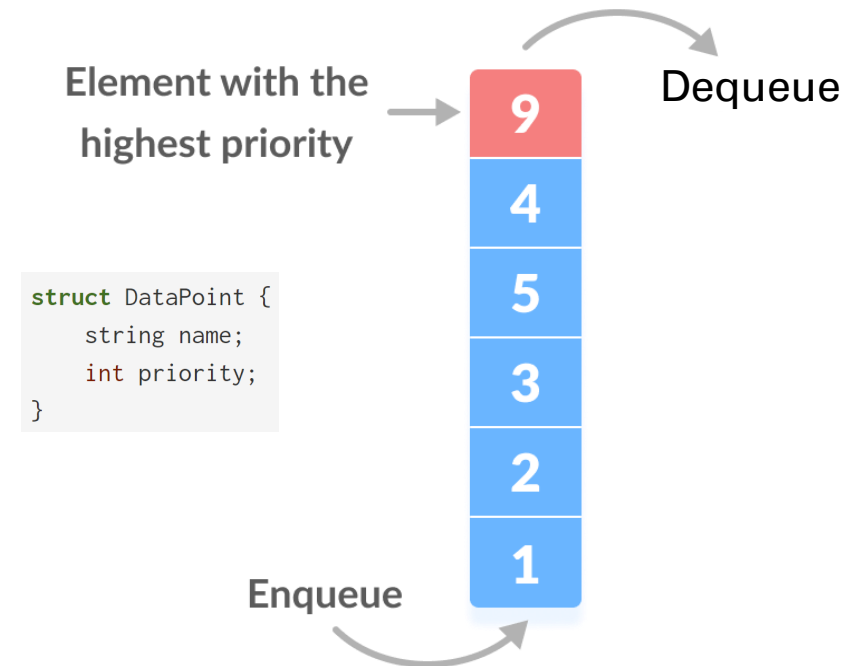 Element with the
highest priority
Dequeue
9
4
5
3
2
1
struct DataPoint {
    string name;
    int priority;
}
Enqueue